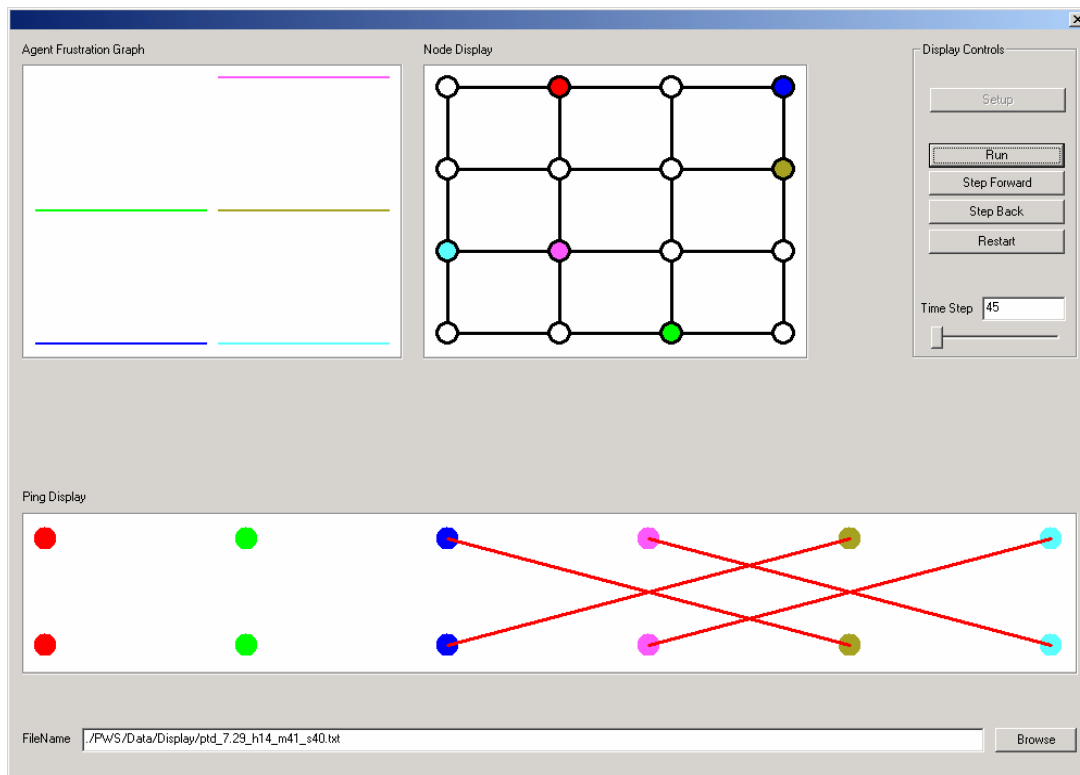 Agent Frustration Graph
Node Display
Display Controls
Setup
Run
Step Forward
Step Back
Restart
Time Step 45
Ping Display
FileName ./PWS/Data/Display/ptd_7.29_h14_m41_s40.txt
Browse